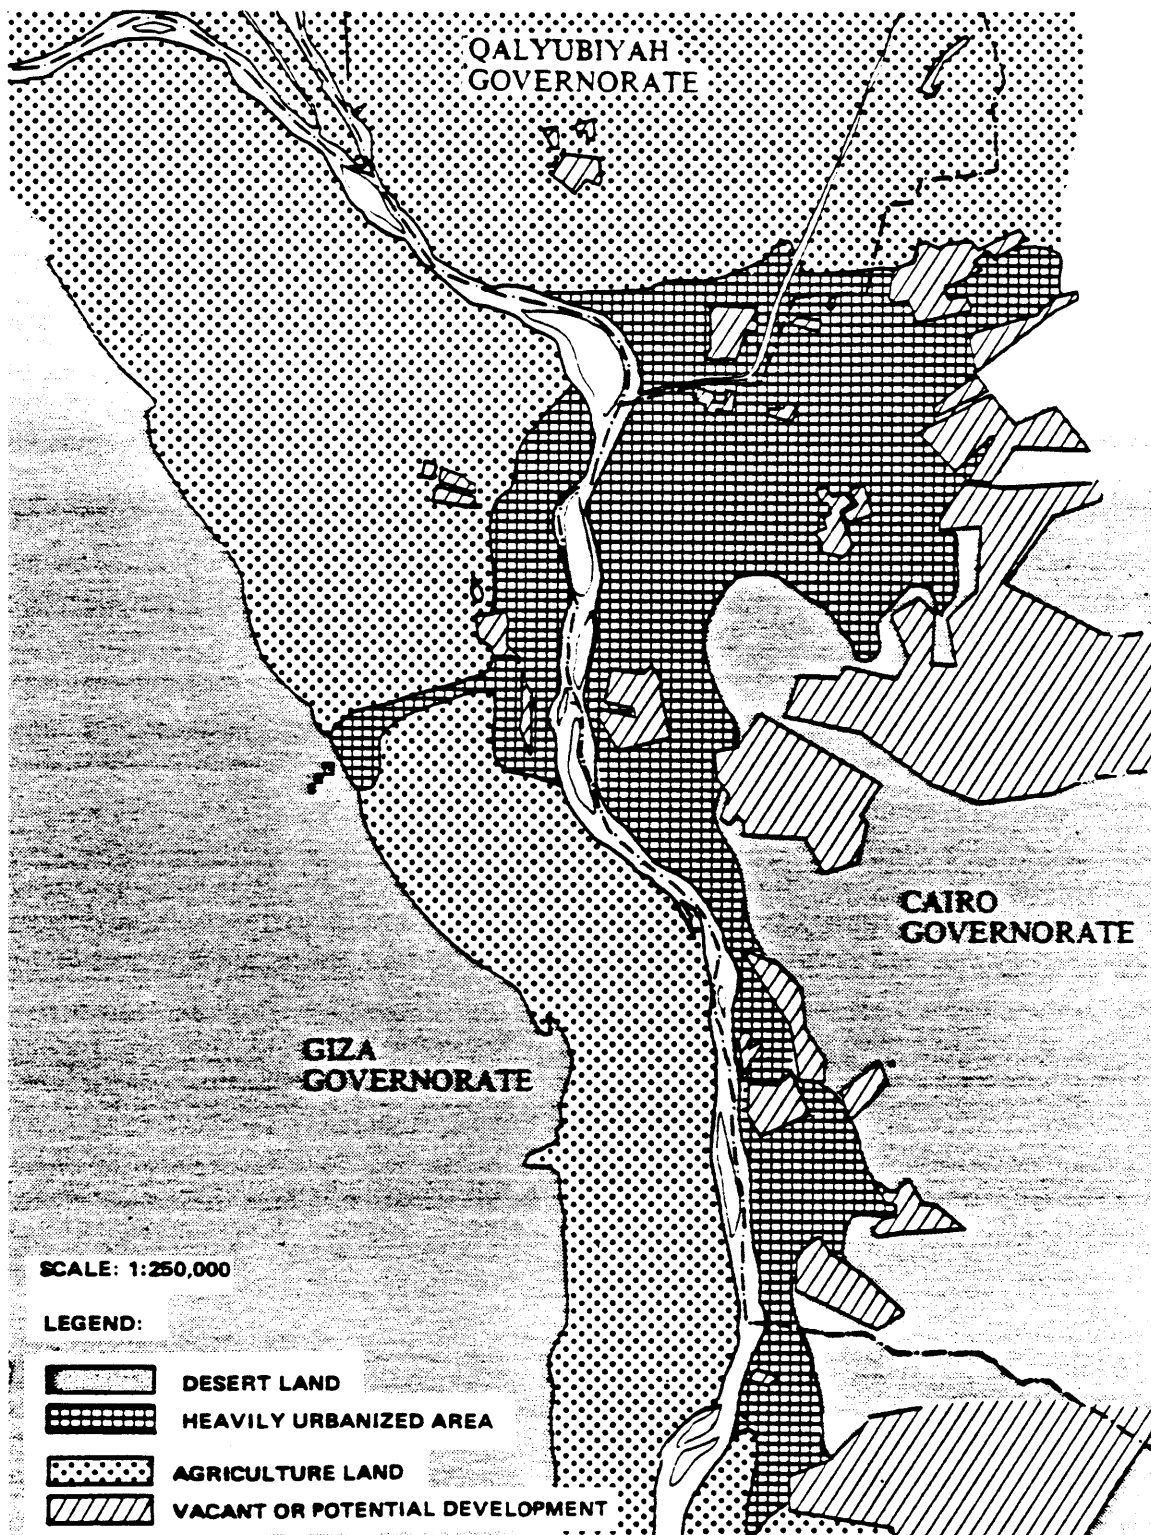 QALYUBIYAH
GOVERNORATE
CAIRO
GOVERNORATE
GIZA
GOVERNORATE
SCALE: 1:250,000
LEGEND:
DESERT LAND
HEAVILY URBANIZED AREA
AGRICULTURE LAND
VACANT OR POTENTIAL DEVELOPMENT